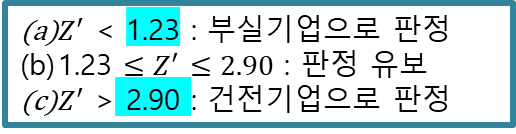 (a)Z′ < 1.23 : 부실기업으로 판정
(b) 1.23 ≤ Z′ ≤ 2.90 : 판정 유보
(c)Z′ > 2.90 : 건전기업으로 판정